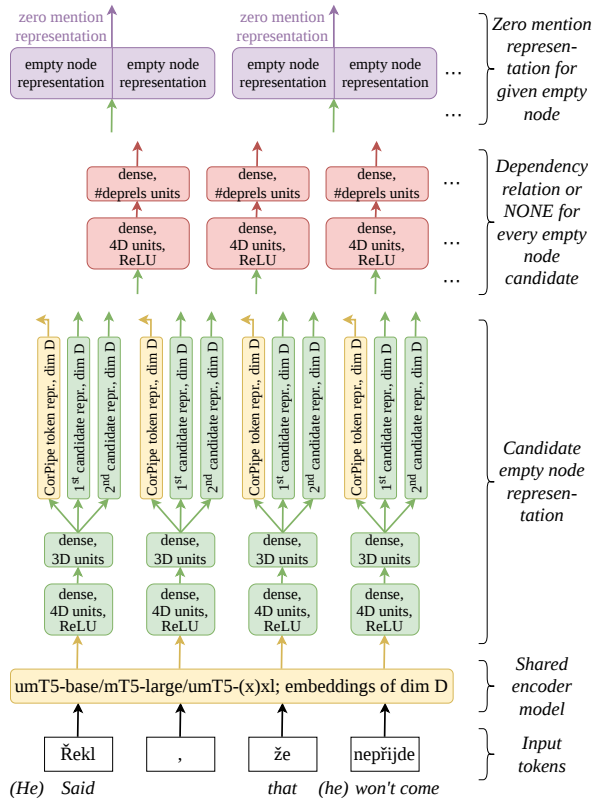 zero mention
representation
zero mention
representation
empty node
representation
empty node
representation
empty node
representation
empty node
representation
...
...
Zero mention
represen-
tation for
given empty
node
dense,
#deprels units
dense,
#deprels units
dense,
#deprels units
...
dense,
4D units,
ReLU
dense,
4D units,
ReLU
dense,
4D units,
ReLU
...
...
Dependency
relation or
NONE for
every empty
node
candidate
CorPipe token repr., dim D
1st candidate repr., dim D
2nd candidate repr., dim D
CorPipe token repr., dim D
1st candidate repr., dim D
2nd candidate repr., dim D
CorPipe token repr., dim D
1st candidate repr., dim D
2nd candidate repr., dim D
CorPipe token repr., dim D
1st candidate repr., dim D
2nd candidate repr., dim D
dense,
3D units
dense,
3D units
dense,
3D units
dense,
3D units
dense,
4D units,
ReLU
dense,
4D units,
ReLU
dense,
4D units,
ReLU
dense,
4D units,
ReLU
Candidate
empty node
represen-
tation
umT5-base/mT5-large/umT5-(x)xl; embeddings of dim D
Shared
encoder
model
Řekl
,
že
nepřijde
Input
tokens
(He) Said
that
(he) won't come